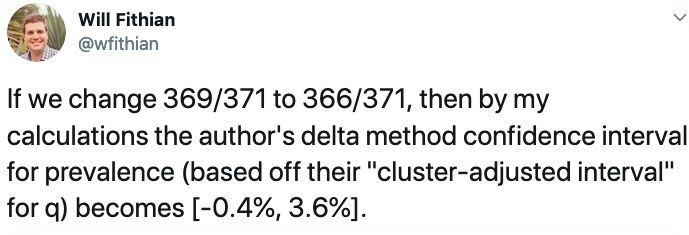 Will Fithian
@wfithian
If we change 369/371 to 366/371, then by my
calculations the author's delta method confidence interval
for prevalence (based off their "cluster-adjusted interval"
for q) becomes [-0.4%, 3.6%].